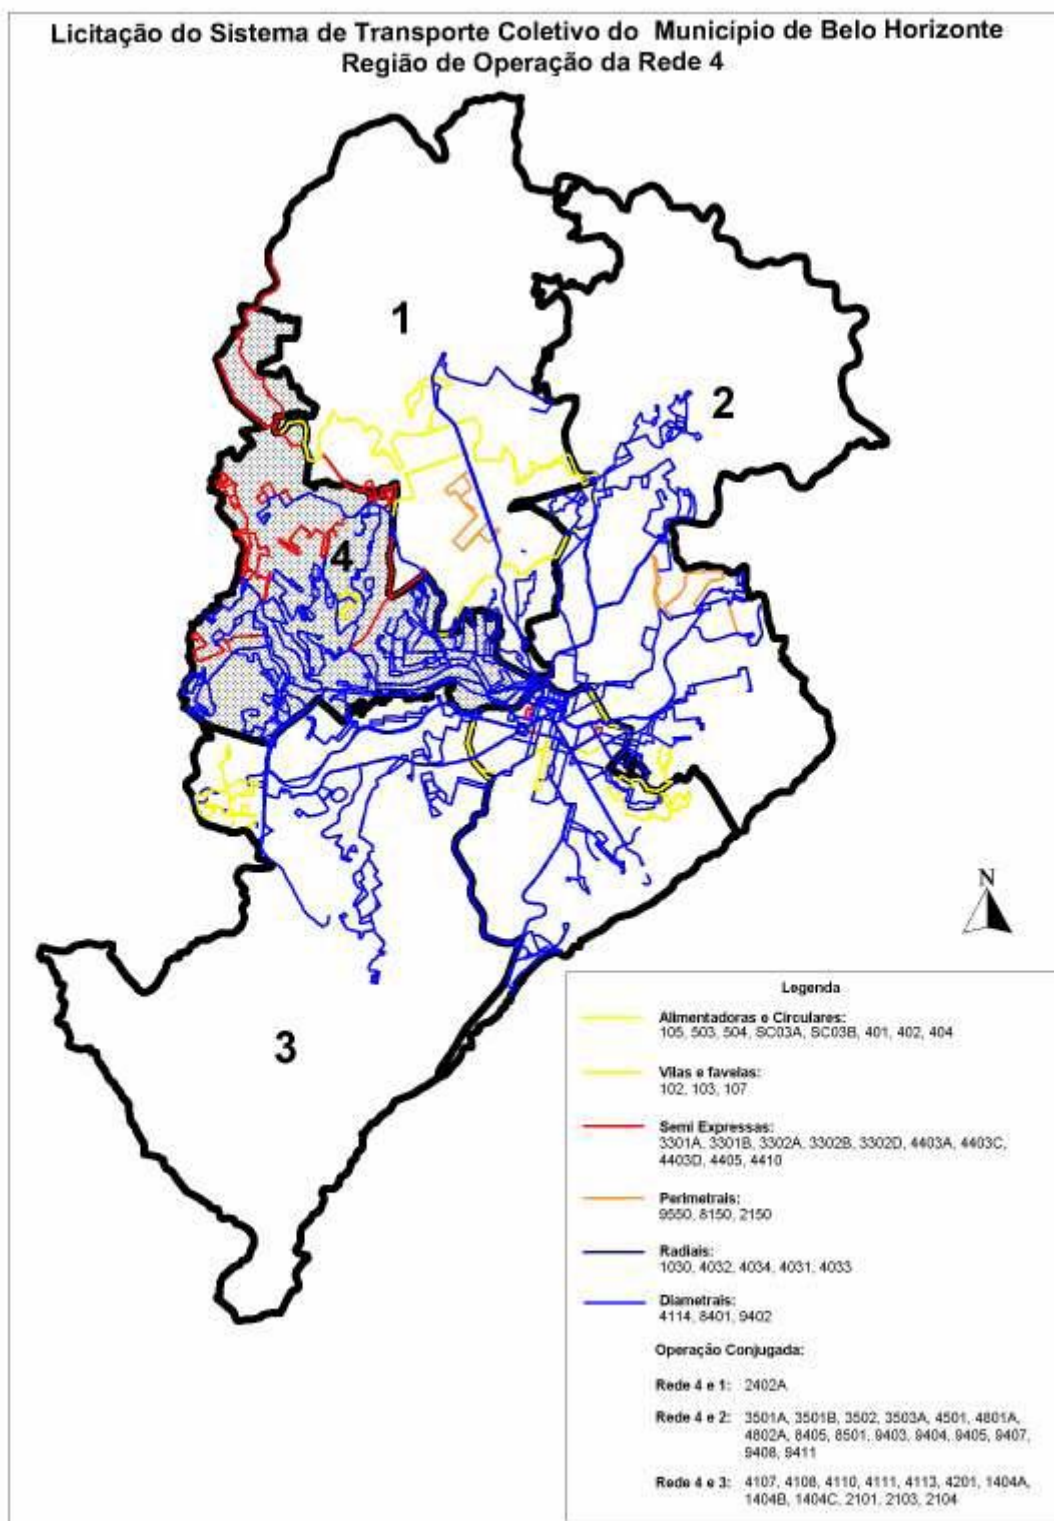 Licitação do Sistema de Transporte Coletivo do Município de Belo Horizonte
Região de Operação da Rede 4
1
2
4
3
N
Legenda
Alimentadoras e Circulares:
105, 503, 504, SC03A, SC03B, 401, 402, 404
Vilas e favelas:
102, 103, 107
Semi Expressas:
3301A, 3301B, 3302A, 3302B, 3302D, 4403A, 4403C,
4403D, 4405, 4410
Perimetrais:
9550, 8150, 2150
Radiais:
1030, 4032, 4034, 4031, 4033
Diametrais:
4114, 8401, 9402
Operação Conjugada:
Rede 4 e 1: 2402A
Rede 4 e 2: 3501A, 3501B, 3502, 3503A, 4501, 4801A,
4802A, 8405, 8501, 9403, 9404, 9405, 9407,
9408, 9411
Rede 4 e 3: 4107, 4108, 4110, 4111, 4113, 4201, 1404A,
1404B, 1404C, 2101, 2103, 2104